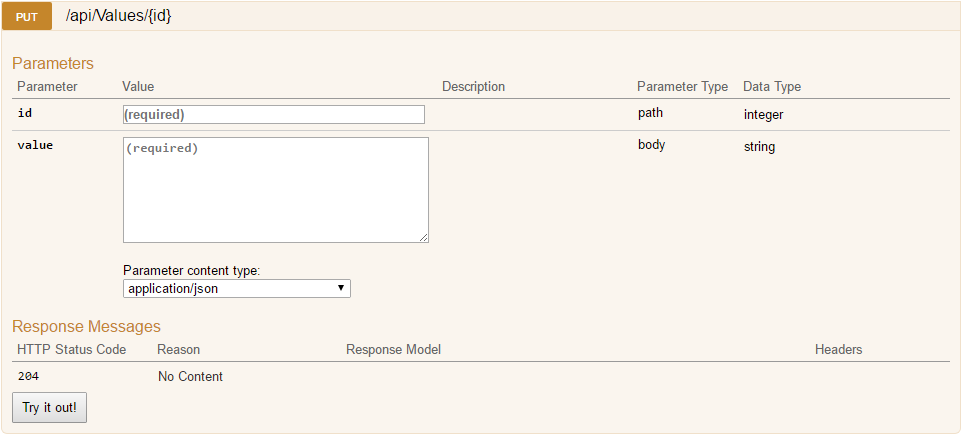 PUT /api/Values/{id}
Parameters
Parameter Value Description Parameter Type Data Type
id (required) path integer
value (required) body string
Parameter content type:
application/json
Response Messages
HTTP Status Code Reason Response Model Headers
204 No Content
Try it out!